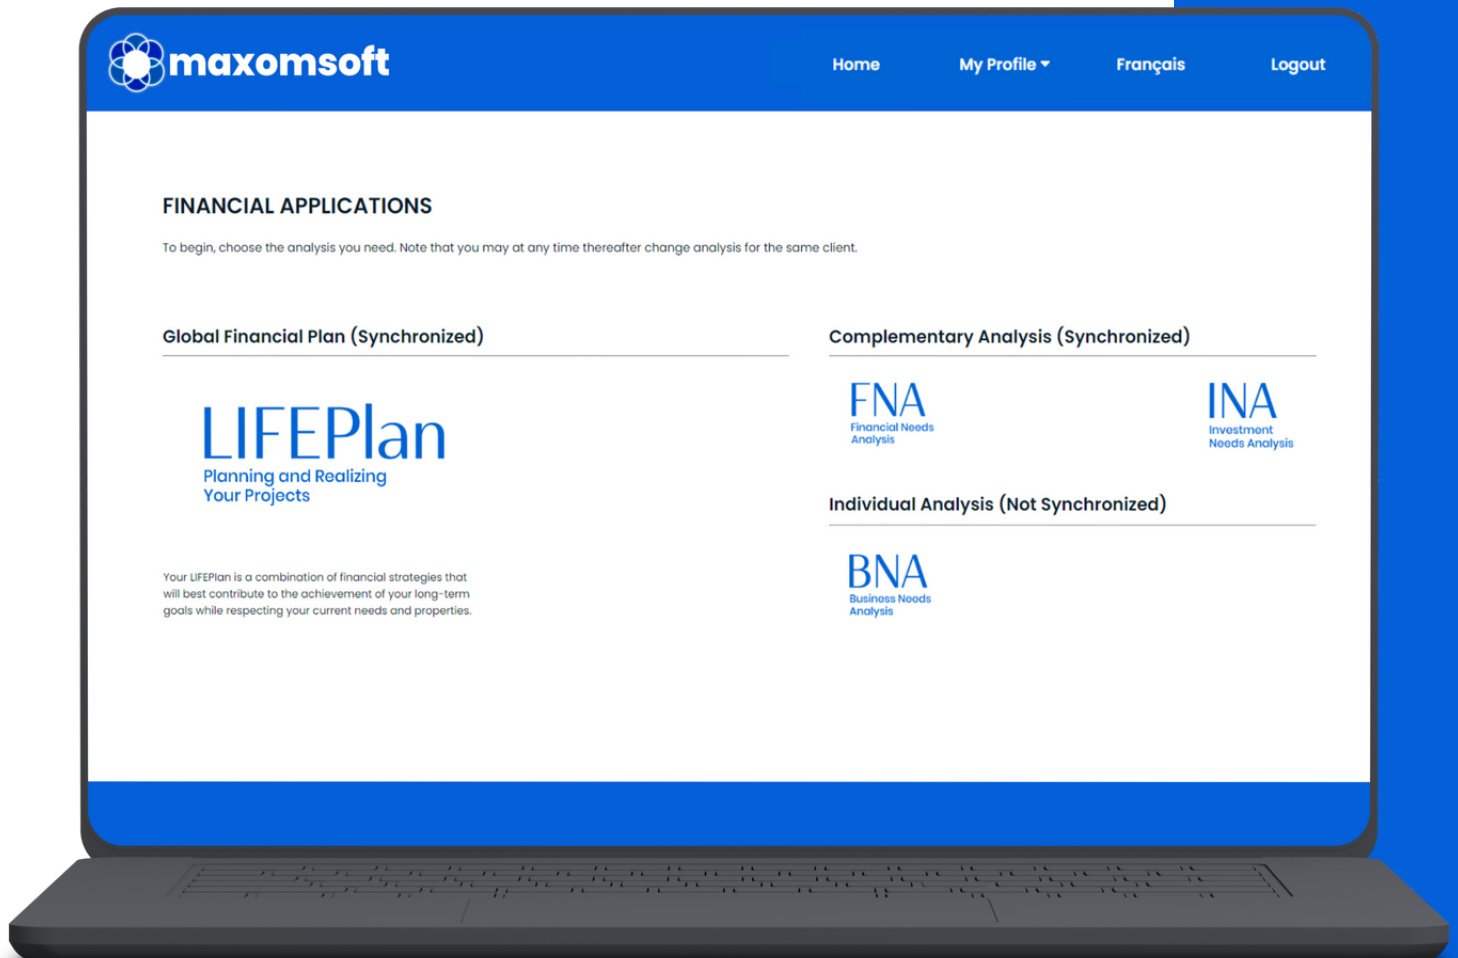 maxomsoft
Home
My Profile
Français
Logout
FINANCIAL APPLICATIONS
To begin, choose the analysis you need. Note that you may at any time thereafter change analysis for the same client.
Global Financial Plan (Synchronized)
LIFEPlan
Planning and Realizing
Your Projects
Your LIFEPlan is a combination of financial strategies that
will best contribute to the achievement of your long-term
goals while respecting your current needs and properties.
Complementary Analysis (Synchronized)
FNA
Financial Needs
Analysis
INA
Investment
Needs Analysis
Individual Analysis (Not Synchronized)
BNA
Business Needs
Analysis